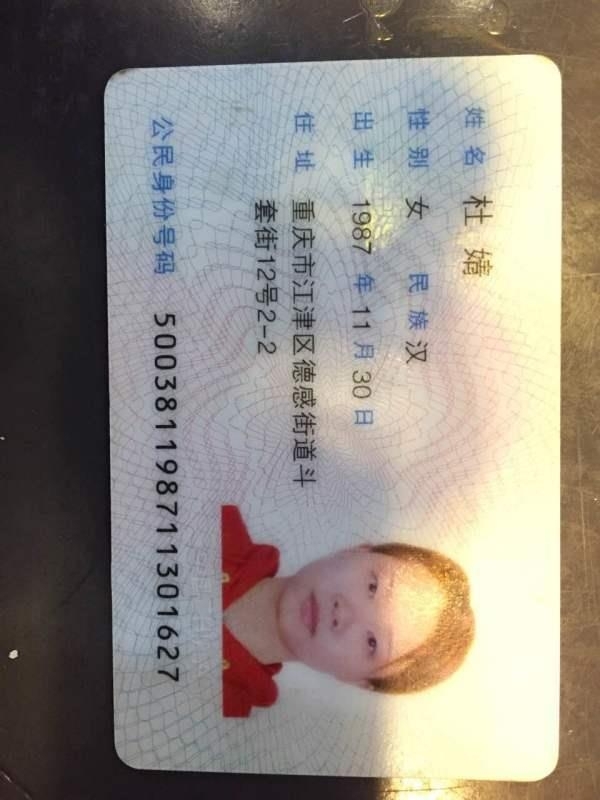 姓名 杜嫡
性别 女 民族 汉
出生 1987 年 11 月 30 日
住址 重庆市江津区德感街道斗
套街12号2-2
公民身份号码 500381198711301627